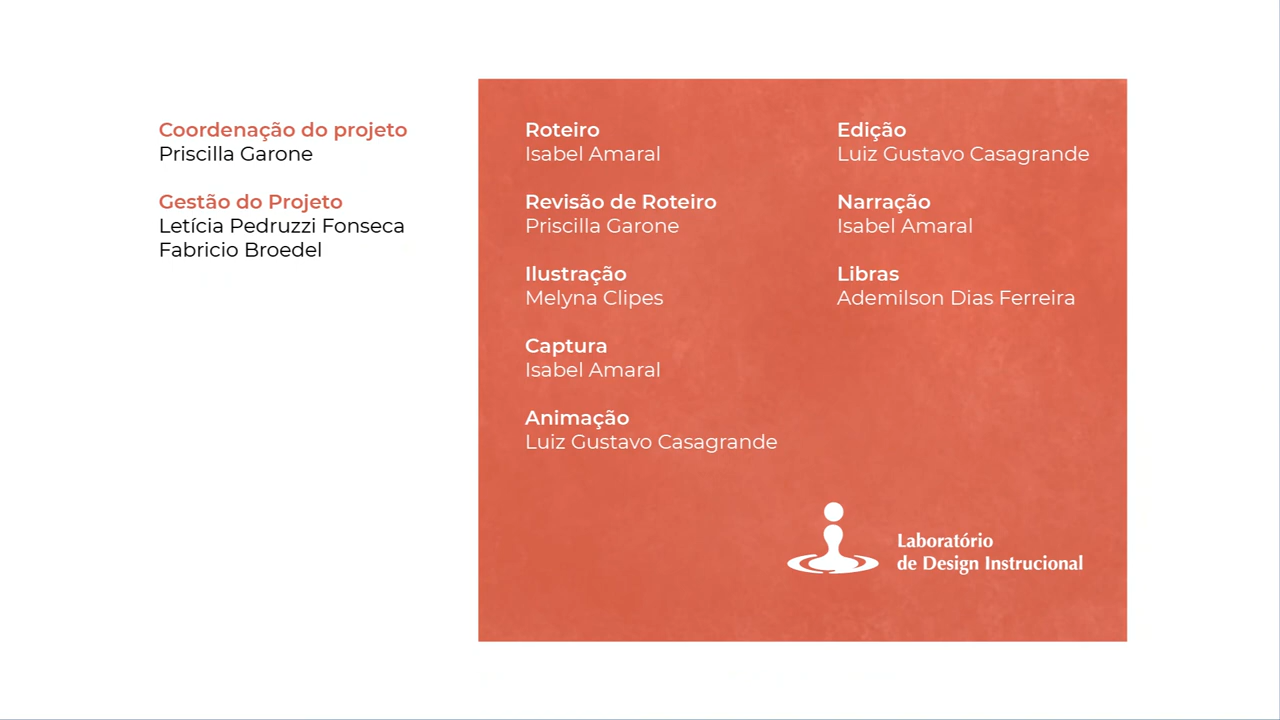 Coordenação do projeto
Priscilla Garone
Gestão do Projeto
Letícia Pedruzzi Fonseca
Fabricio Broedel
Roteiro
Isabel Amaral
Revisão de Roteiro
Priscilla Garone
Ilustração
Melyna Clipes
Captura
Isabel Amaral
Animação
Luiz Gustavo Casagrande
Edição
Luiz Gustavo Casagrande
Narração
Isabel Amaral
Libras
Ademilson Dias Ferreira
Laboratório
de Design Instrucional